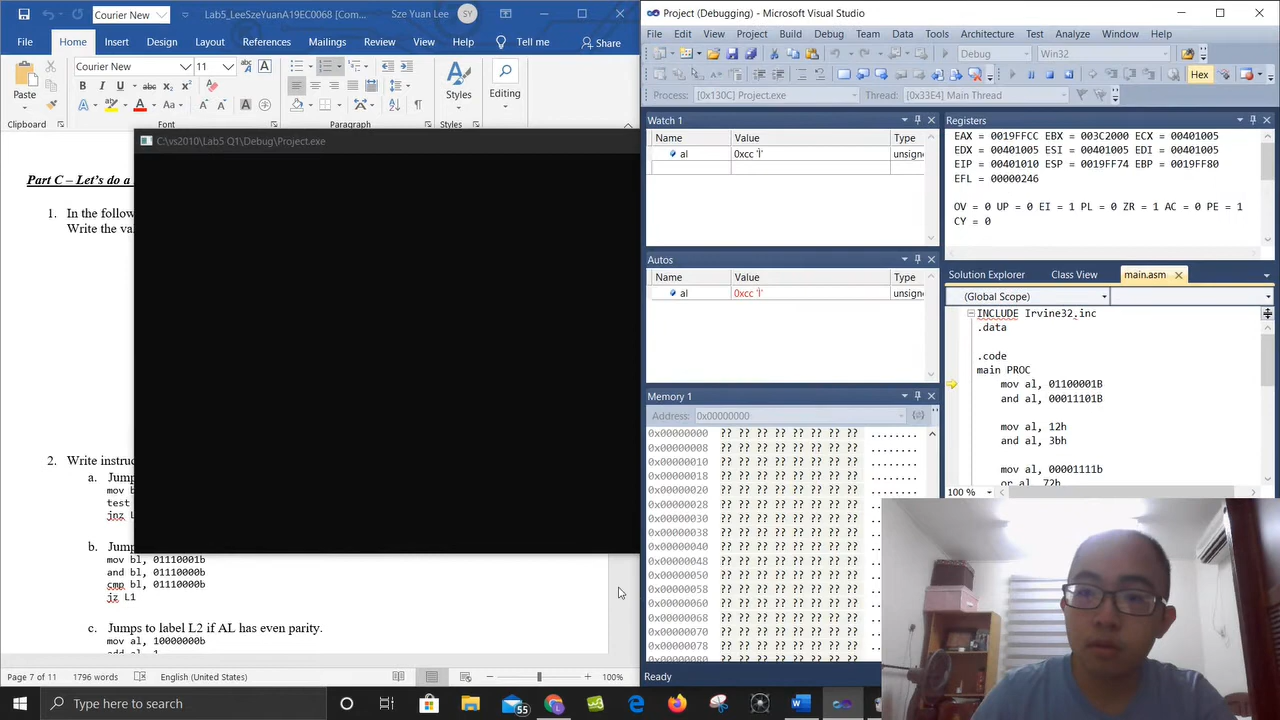 Courier New
Lab5_LeeSzeYuanA19EC0068 [Com...
Sze Yuan Lee
SY
File Home Insert Design Layout References Mailings Review View Help Tell me Share
Paste
Courier New 11
B I U
Styles
Editing
Clipboard Font Paragraph Styles
C:\vs2010\Lab5 Q1\Debug\Project.exe
Part C – Let's do a
1. In the follow
Write the va
2. Write instruc
a. Jump
mov b
test
jnz L
b. Jump
mov bl, 01110001b
and bl, 01110000b
cmp bl, 01110000b
jz L1
c. Jumps to label L2 if AL has even parity.
mov al, 10000000b
add al, 1
Page 7 of 11 1796 words English (United States) 100%
Project (Debugging) - Microsoft Visual Studio
File Edit View Project Build Debug Team Data Tools Architecture Test Analyze Window Help
Debug Win32
Hex
Process: [0x130C] Project.exe Thread: [0x33E4] Main Thread
Watch 1
Name Value Type
al 0xcc 'Ì' unsign
Autos
Name Value Type
al 0xcc 'Ì' unsign
Memory 1
Address: 0x00000000
0x00000000 ?? ?? ?? ?? ?? ?? ?? ?? ........
0x00000008 ?? ?? ?? ?? ?? ?? ?? ?? ........
0x00000010 ?? ?? ?? ?? ?? ?? ?? ?? ........
0x00000018 ?? ?? ?? ?? ?? ?? ?? ?? ........
0x00000020 ?? ?? ?? ?? ?? ?? ?? ?? ........
0x00000028 ?? ?? ?? ?? ?? ?? ?? ?? ........
0x00000030 ?? ?? ?? ?? ?? ?? ?? ?? ........
0x00000038 ?? ?? ?? ?? ?? ?? ?? ?? ........
0x00000040 ?? ?? ?? ?? ?? ?? ?? ?? ........
0x00000048 ?? ?? ?? ?? ?? ?? ?? ?? ........
0x00000050 ?? ?? ?? ?? ?? ?? ?? ?? ........
0x00000058 ?? ?? ?? ?? ?? ?? ?? ?? ........
0x00000060 ?? ?? ?? ?? ?? ?? ?? ?? ........
0x00000068 ?? ?? ?? ?? ?? ?? ?? ?? ........
0x00000070 ?? ?? ?? ?? ?? ?? ?? ?? ........
0x00000078 ?? ?? ?? ?? ?? ?? ?? ?? ........
0x00000080 ?? ?? ?? ?? ?? ?? ?? ?? ........
Ready
Registers
EAX = 0019FFCC EBX = 003C2000 ECX = 00401005
EDX = 00401005 ESI = 00401005 EDI = 00401005
EIP = 00401010 ESP = 0019FF74 EBP = 0019FF80
EFL = 00000246
OV = 0 UP = 0 EI = 1 PL = 0 ZR = 1 AC = 0 PE = 1
CY = 0
Solution Explorer Class View main.asm
(Global Scope)
INCLUDE Irvine32.inc
.data
.code
main PROC
mov al, 01100001B
and al, 00011101B
mov al, 12h
and al, 3bh
mov al, 00001111b
or al, 72h
100 %
Type here to search
55